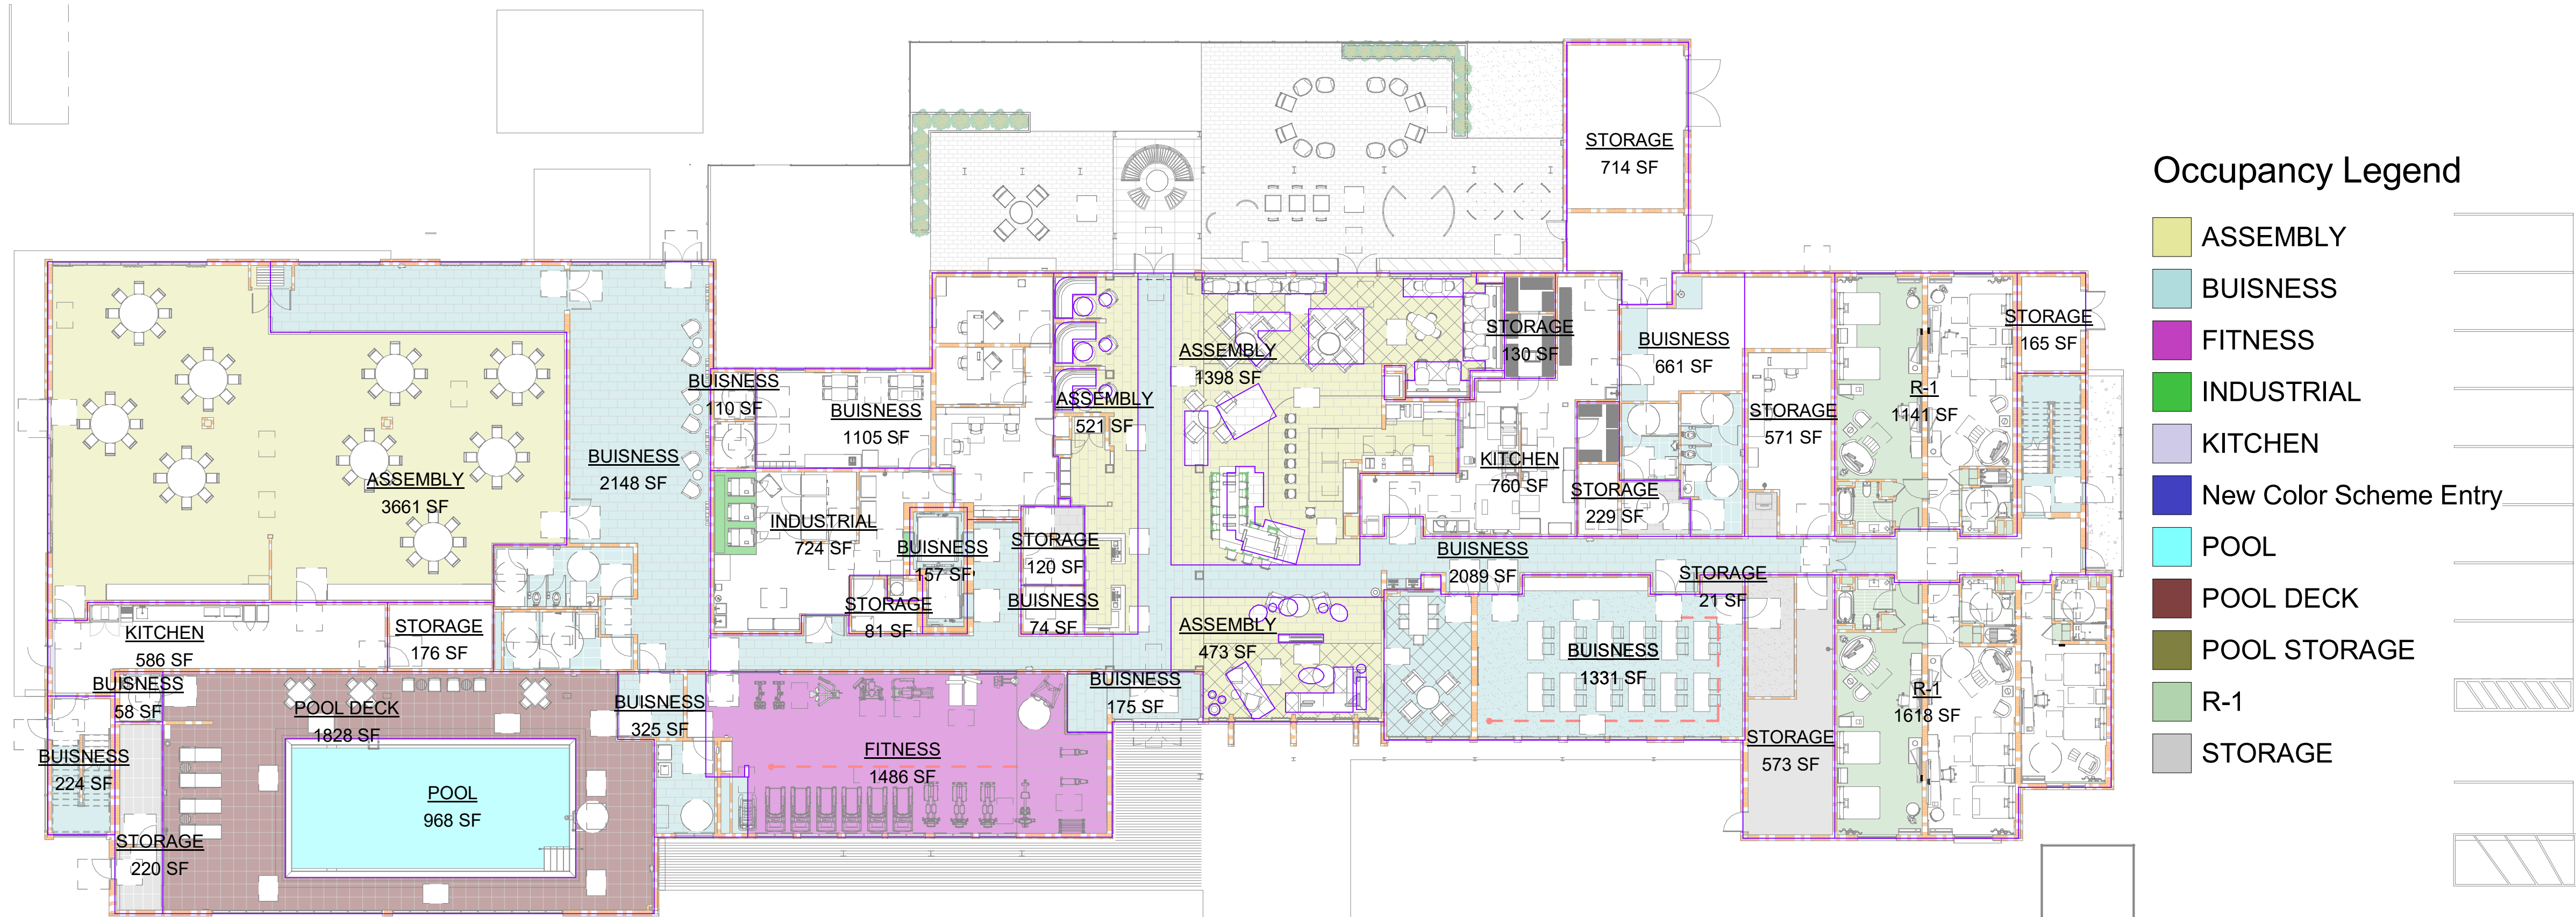 STORAGE
714 SF
ASSEMBLY
3661 SF
BUISNESS
2148 SF
BUISNESS
110 SF
BUISNESS
1105 SF
ASSEMBLY
521 SF
ASSEMBLY
1398 SF
STORAGE
130 SF
BUISNESS
661 SF
STORAGE
571 SF
R-1
1141 SF
STORAGE
165 SF
KITCHEN
760 SF
STORAGE
229 SF
INDUSTRIAL
724 SF
BUISNESS
157 SF
STORAGE
120 SF
BUISNESS
2089 SF
STORAGE
21 SF
STORAGE
81 SF
BUISNESS
74 SF
ASSEMBLY
473 SF
BUISNESS
1331 SF
KITCHEN
586 SF
STORAGE
176 SF
BUISNESS
58 SF
POOL DECK
1828 SF
BUISNESS
325 SF
BUISNESS
175 SF
R-1
1618 SF
BUISNESS
224 SF
FITNESS
1486 SF
STORAGE
573 SF
POOL
968 SF
STORAGE
220 SF
Occupancy Legend
ASSEMBLY
BUISNESS
FITNESS
INDUSTRIAL
KITCHEN
New Color Scheme Entry
POOL
POOL DECK
POOL STORAGE
R-1
STORAGE